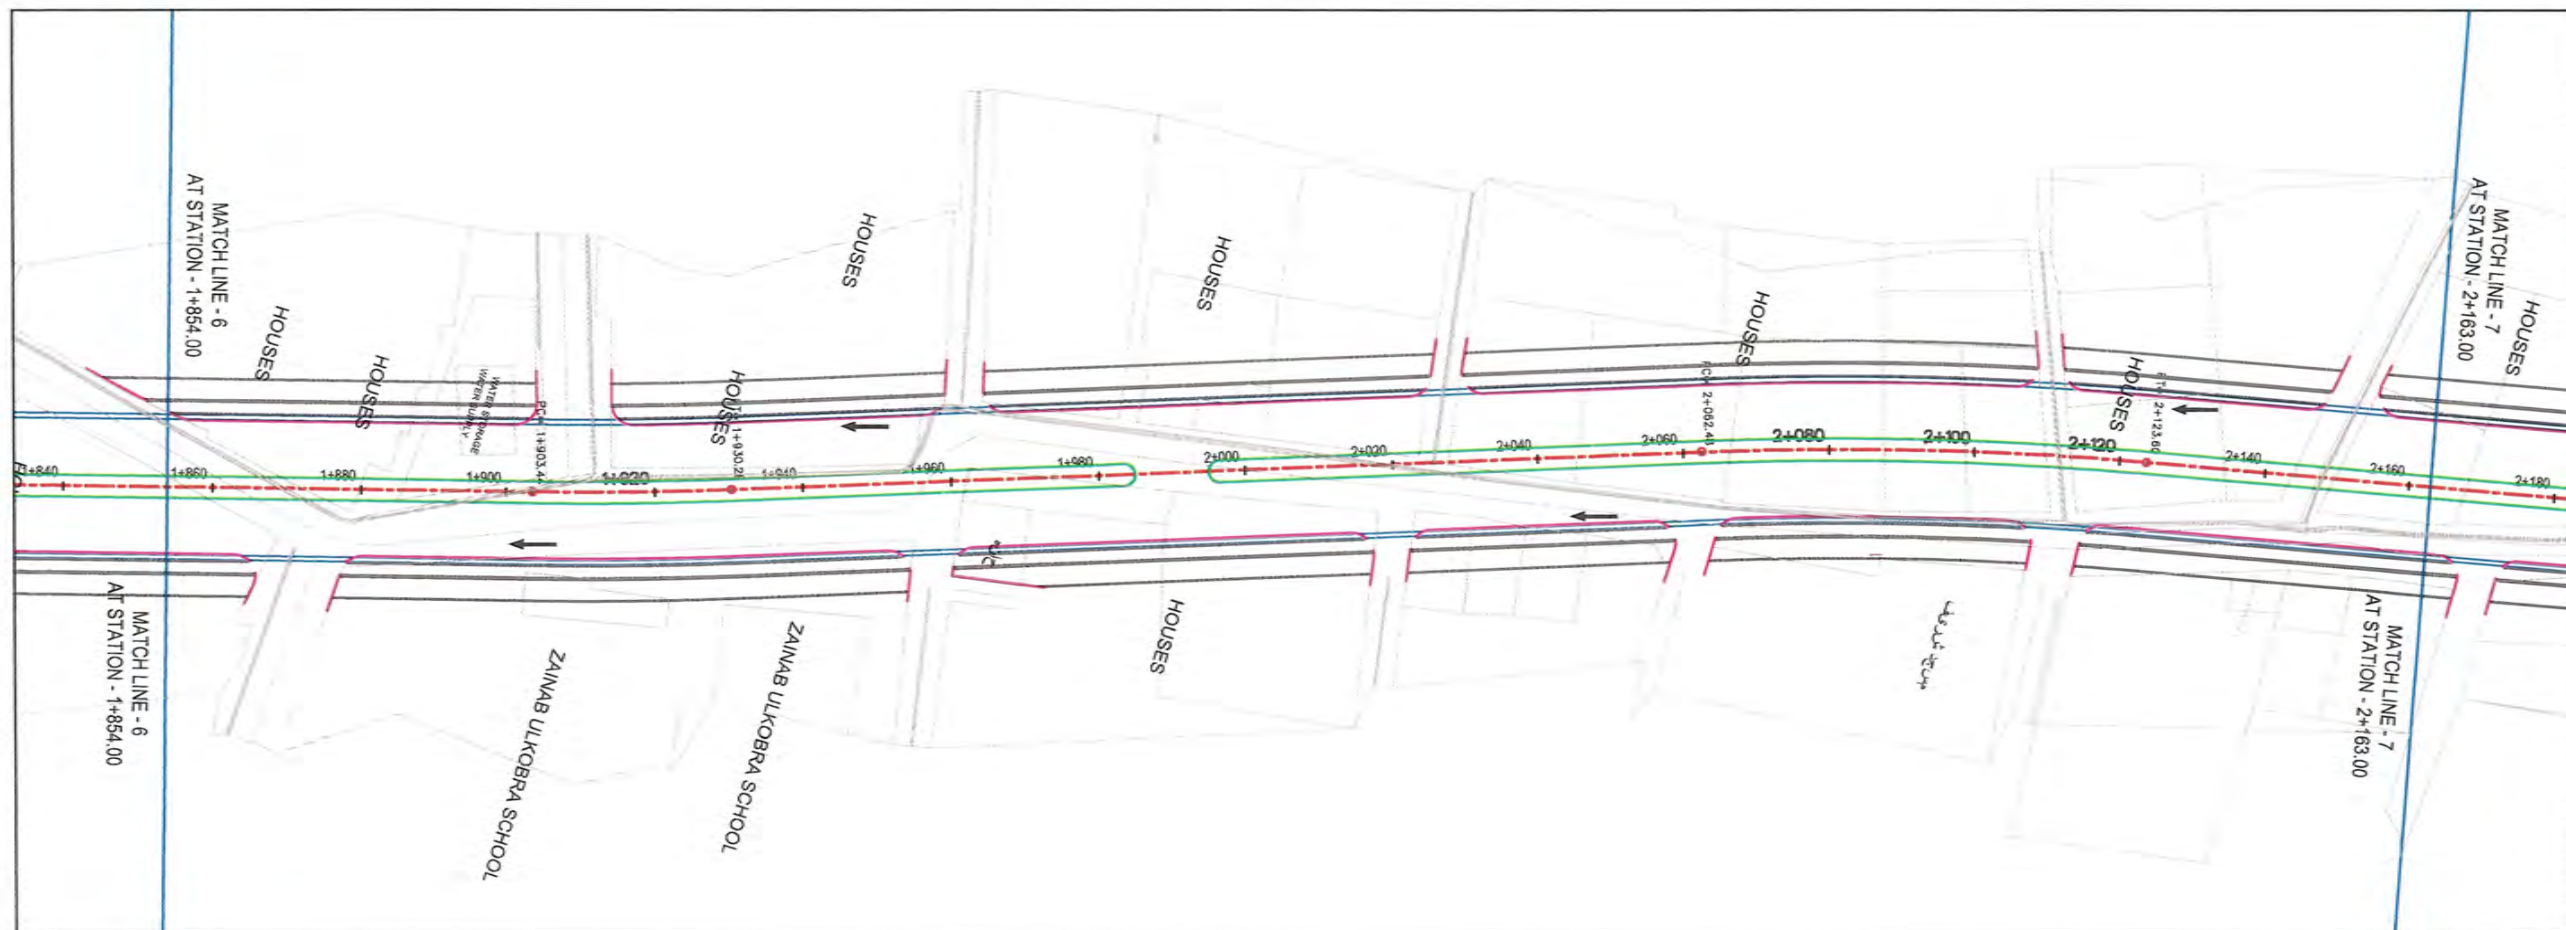 MATCH LINE - 6
AT STATION - 1+854.00
MATCH LINE - 7
AT STATION - 2+163.00
HOUSES
HOUSES
HOUSES
HOUSES
HOUSES
HOUSES
HOUSES
HOUSES
WATER STORAGE
WATER SUPPLY
1+903.44
1+930.2
2+062.48
2+123.60
1+840
1+860
1+880
1+900
1+920
1+940
1+960
1+980
2+000
2+020
2+040
2+060
2+080
2+100
2+120
2+140
2+160
2+180
MATCH LINE - 6
AT STATION - 1+854.00
ZAINAB ULKOBRA SCHOOL
ZAINAB ULKOBRA SCHOOL
HOUSES
MATCH LINE - 7
AT STATION - 2+163.00